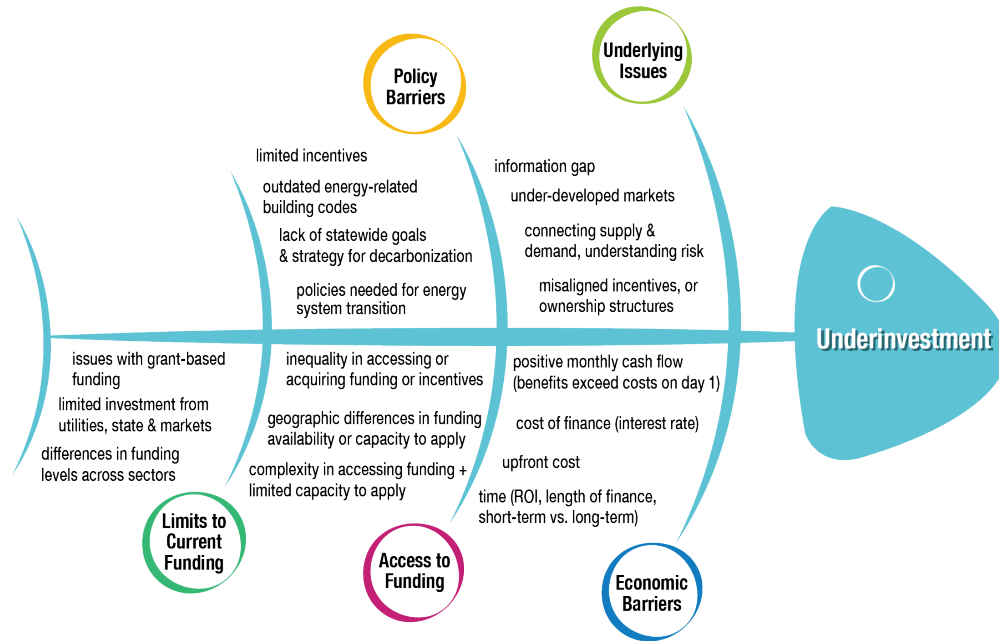 Policy
Barriers
limited incentives
outdated energy-related
building codes
lack of statewide goals
& strategy for decarbonization
policies needed for energy
system transition
Underlying
Issues
information gap
under-developed markets
connecting supply &
demand, understanding risk
misaligned incentives, or
ownership structures
Underinvestment
issues with grant-based
funding
limited investment from
utilities, state & markets
differences in funding
levels across sectors
Limits to
Current
Funding
inequality in accessing or
acquiring funding or incentives
geographic differences in funding
availability or capacity to apply
complexity in accessing funding +
limited capacity to apply
Access to
Funding
positive monthly cash flow
(benefits exceed costs on day 1)
cost of finance (interest rate)
upfront cost
time (ROI, length of finance,
short-term vs. long-term)
Economic
Barriers